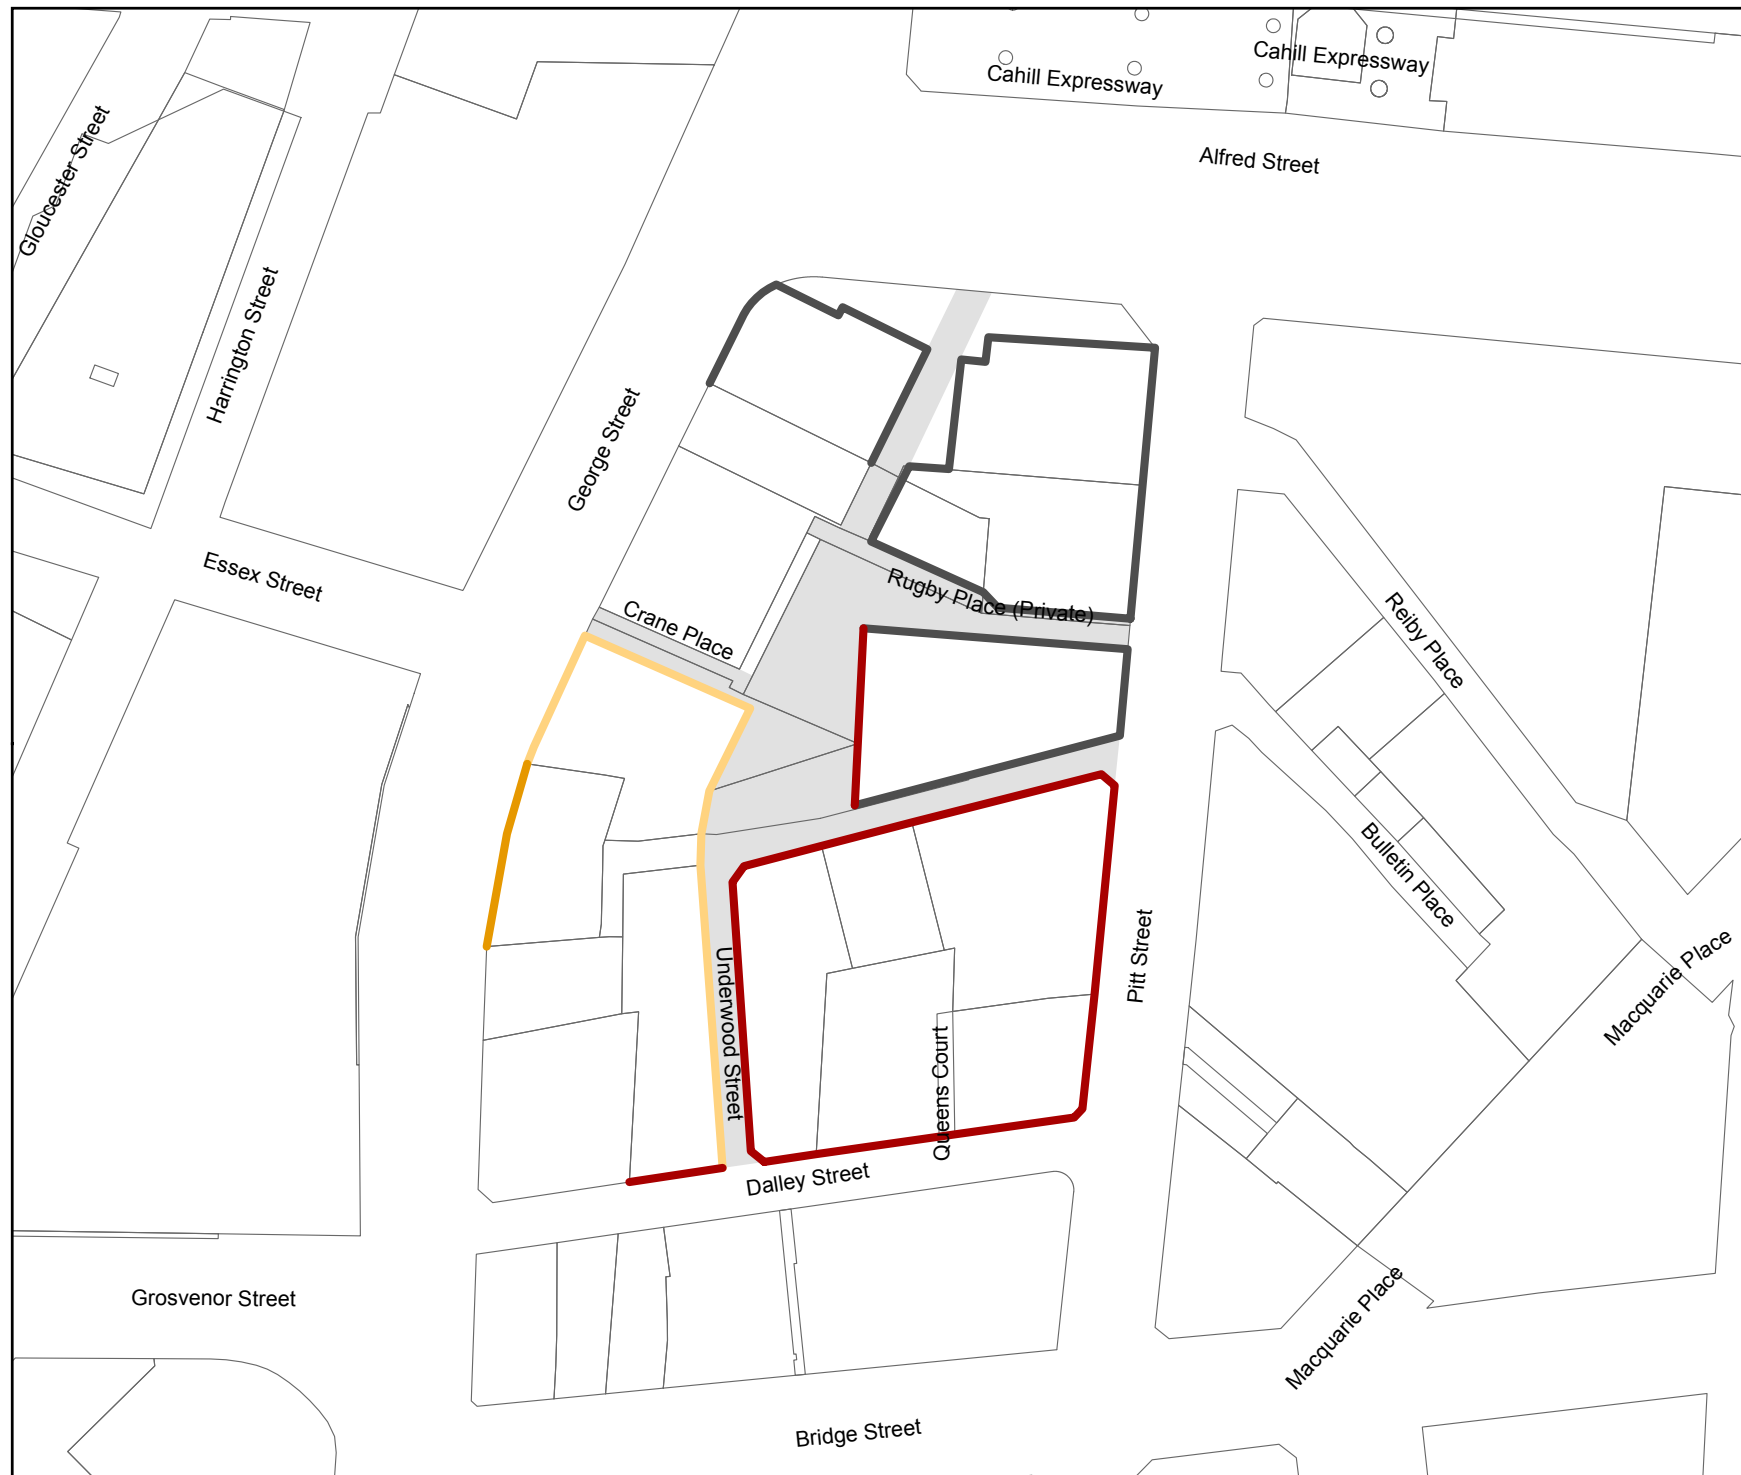 Cahill Expressway
Cahill Expressway
Alfred Street
Gloucester Street
Harrington Street
George Street
Essex Street
Crane Place
Rugby Place (Private)
Reiby Place
Bulletin Place
Pitt Street
Macquarie Place
Underwood Street
Queens Court
Dalley Street
Grosvenor Street
Macquarie Place
Bridge Street